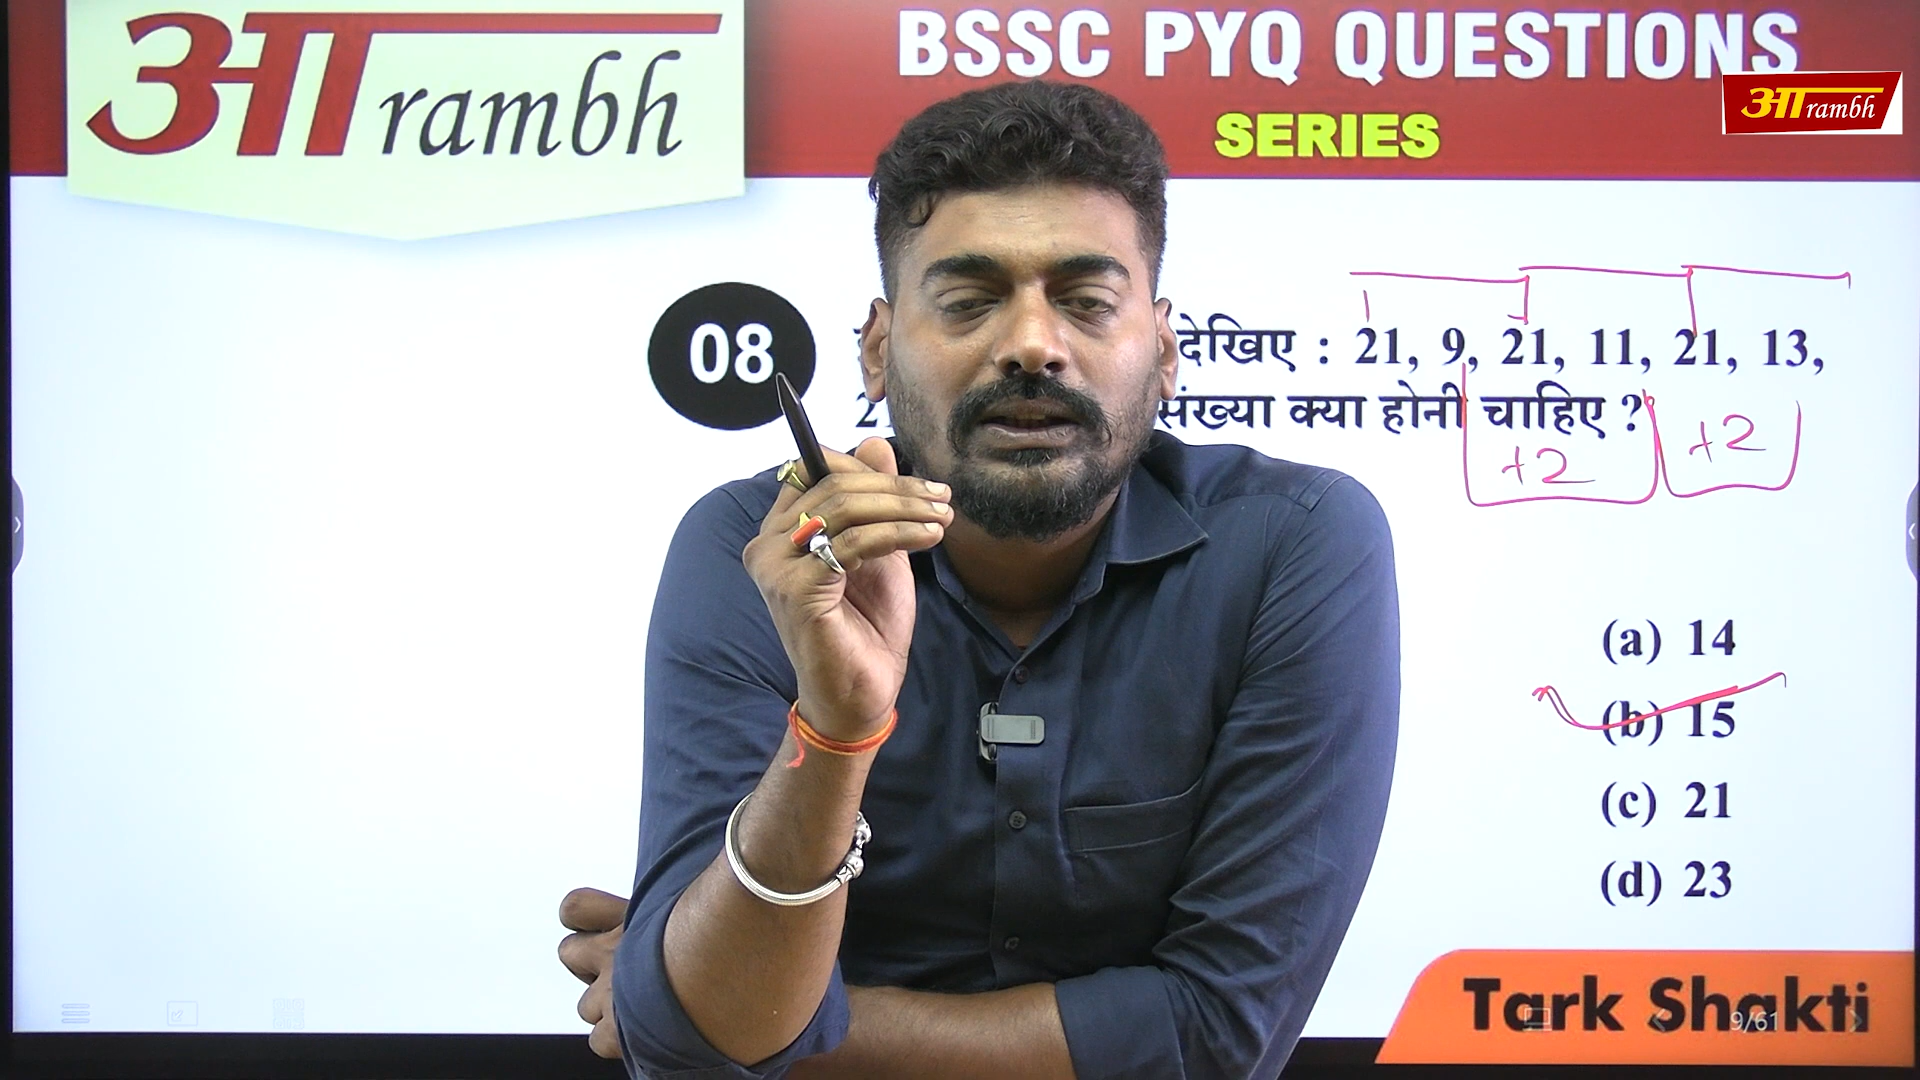 आrambh
BSSC PYQ QUESTIONS
SERIES
आrambh
08
देखिए : 21, 9, 21, 11, 21, 13,
संख्या क्या होनी चाहिए ?
+2
+2
(a) 14
(b) 15
(c) 21
(d) 23
Tark Shakti
9/61